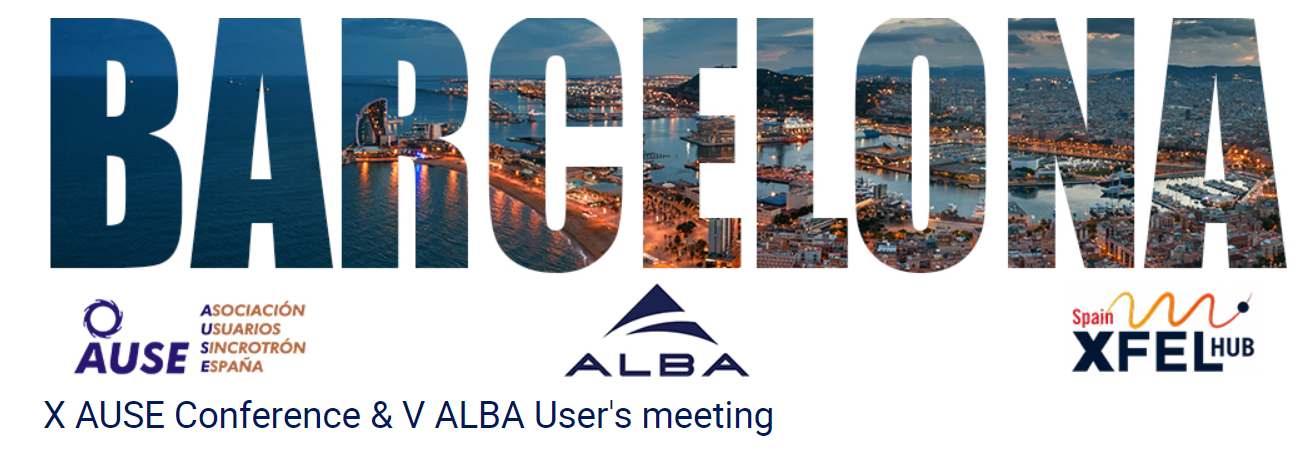 BARCELONA
AUSE
ASOCIACIÓN
USUARIOS
SINCROTRÓN
ESPAÑA
ALBA
Spain
XFEL HUB
X AUSE Conference & V ALBA User's meeting